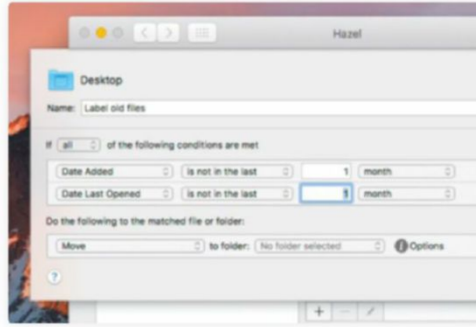 Hazel
Desktop
Name: Label old files
If all of the following conditions are met
Date Added is not in the last 1 month
Date Last Opened is not in the last 1 month
Do the following to the matched file or folder:
Move to folder: No folder selected Options
?